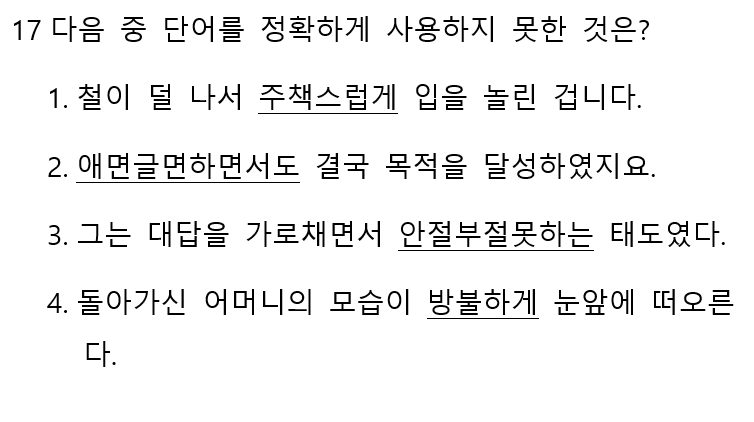 17 다음 중 단어를 정확하게 사용하지 못한 것은?
1. 철이 덜 나서 주책스럽게 입을 놀린 겁니다.
2. 애면글면하면서도 결국 목적을 달성하였지요.
3. 그는 대답을 가로채면서 안절부절못하는 태도였다.
4. 돌아가신 어머니의 모습이 방불하게 눈앞에 떠오른
다.